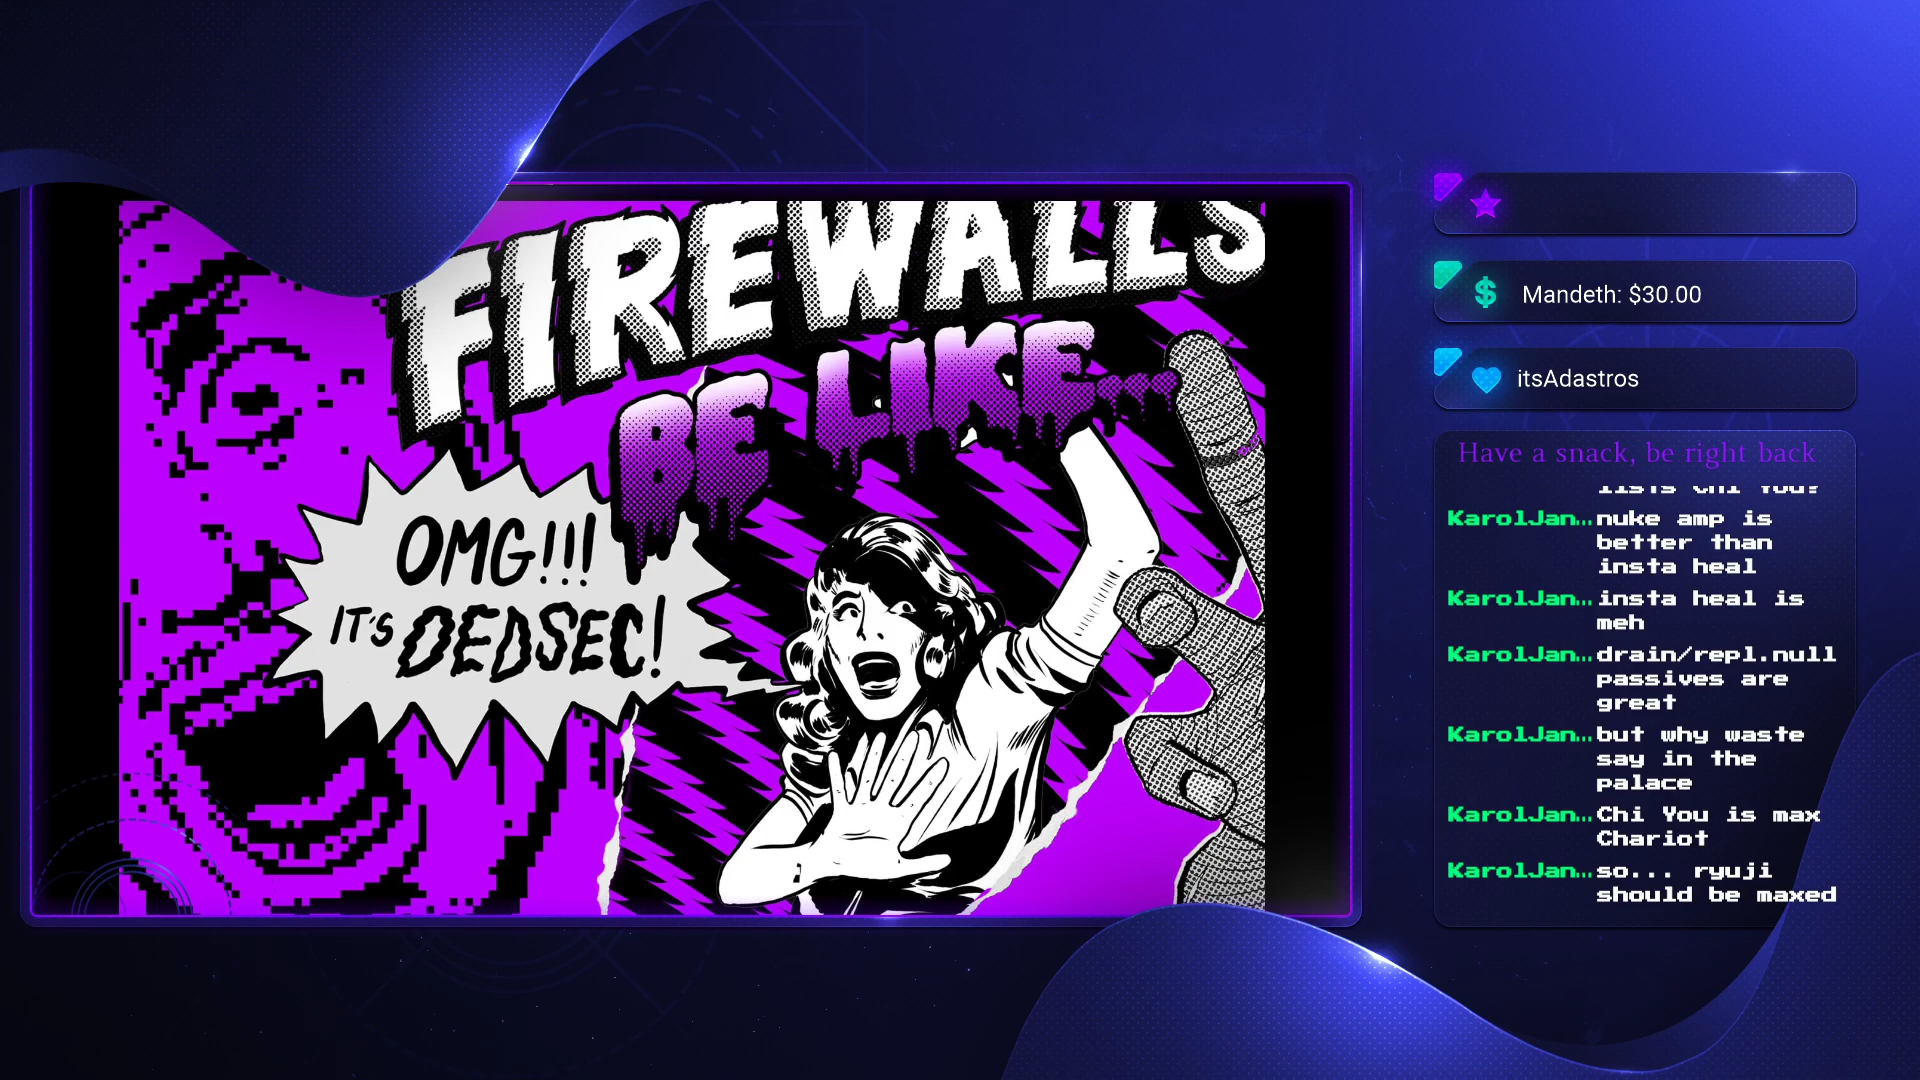 FIREWALLS
BE LIKE...
OMG!!!
IT'S DEDSEC!
Mandeth: $30.00
itsAdastros
Have a snack, be right back
KarolJan... nuke amp is
better than
insta heal
KarolJan... insta heal is
meh
KarolJan... drain/repl.null
passives are
great
KarolJan... but why waste
say in the
palace
KarolJan... Chi You is max
Chariot
KarolJan... so... ryuji
should be maxed